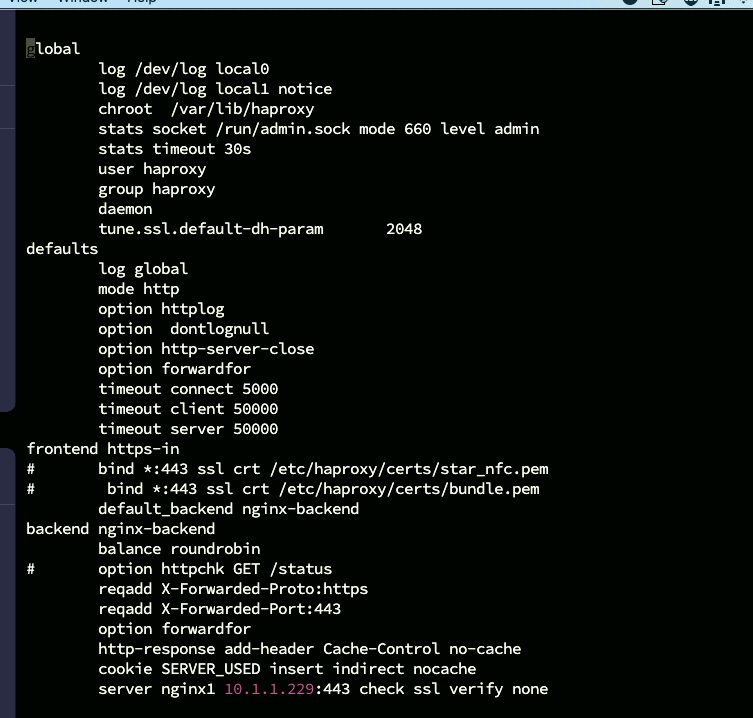 View Window Help
global
log /dev/log local0
log /dev/log local1 notice
chroot  /var/lib/haproxy
stats socket /run/admin.sock mode 660 level admin
stats timeout 30s
user haproxy
group haproxy
daemon
tune.ssl.default-dh-param       2048
defaults
log global
mode http
option httplog
option  dontlognull
option http-server-close
option forwardfor
timeout connect 5000
timeout client 50000
timeout server 50000
frontend https-in
#       bind *:443 ssl crt /etc/haproxy/certs/star_nfc.pem
#        bind *:443 ssl crt /etc/haproxy/certs/bundle.pem
default_backend nginx-backend
backend nginx-backend
balance roundrobin
#       option httpchk GET /status
reqadd X-Forwarded-Proto:https
reqadd X-Forwarded-Port:443
option forwardfor
http-response add-header Cache-Control no-cache
cookie SERVER_USED insert indirect nocache
server nginx1 10.1.1.229:443 check ssl verify none